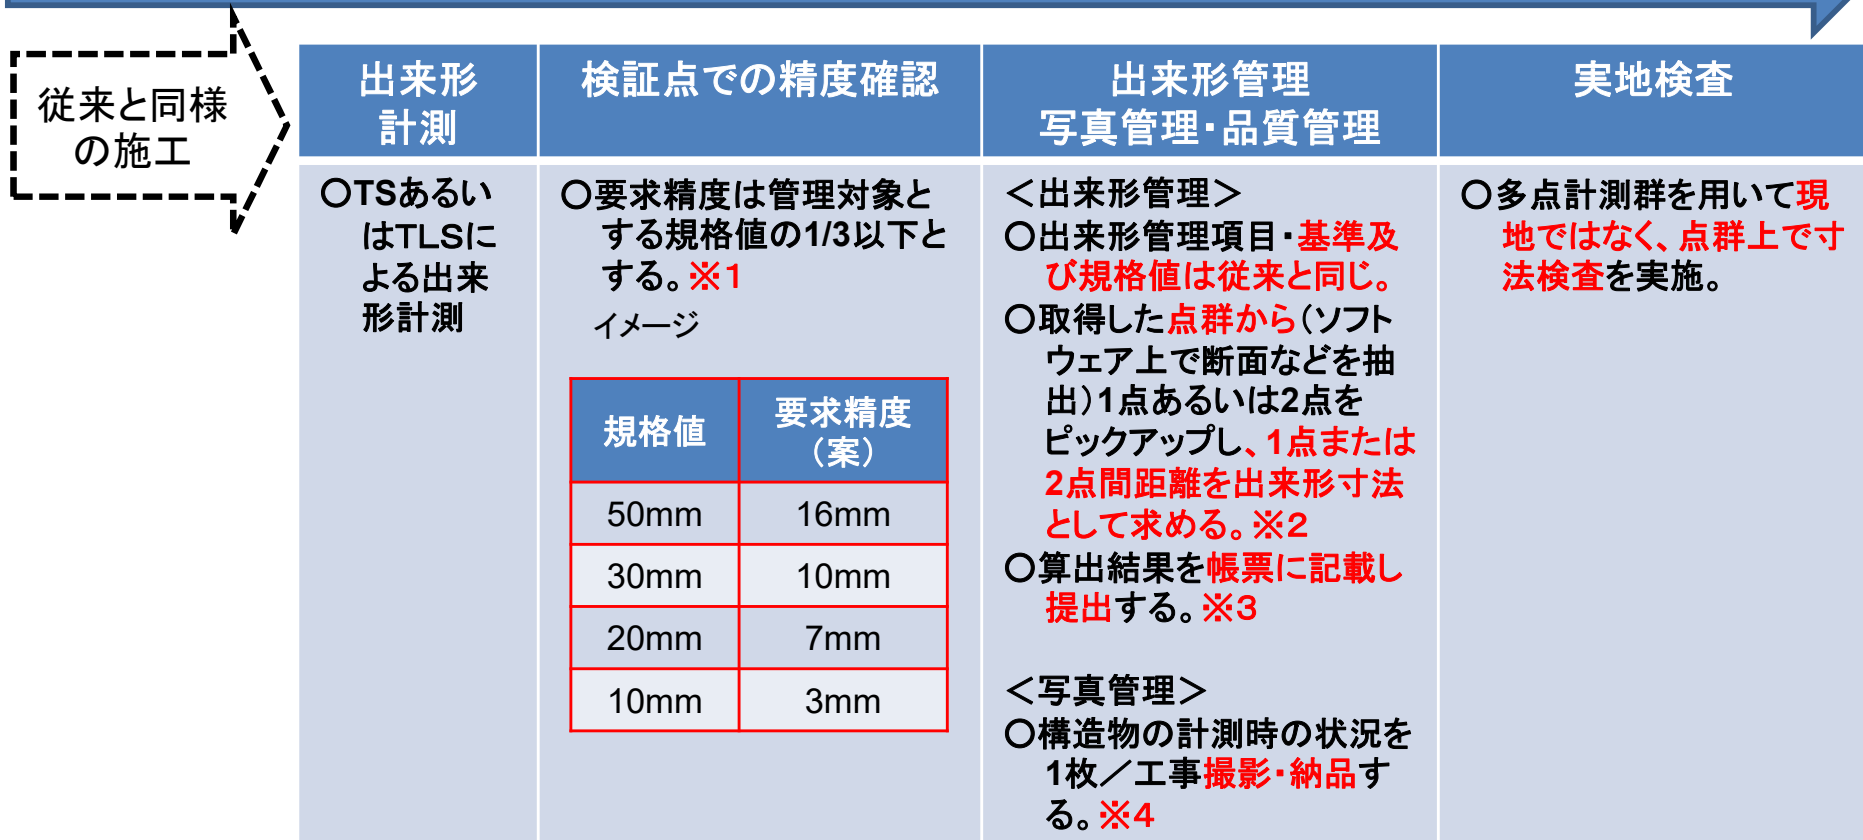 従来と同様
の施工
出来形
計測
検証点での精度確認
出来形管理
写真管理・品質管理
実地検査
〇TSあるい
はTLSに
よる出来
形計測
〇要求精度は管理対象と
する規格値の1/3以下と
する。※1
イメージ
規格値
要求精度
（案）
50mm
16mm
30mm
10mm
20mm
7mm
10mm
3mm
＜出来形管理＞
〇出来形管理項目・基準及
び規格値は従来と同じ。
〇取得した点群から（ソフト
ウェア上で断面などを抽
出）1点あるいは2点を
ピックアップし、1点または
2点間距離を出来形寸法
として求める。※2
〇算出結果を帳票に記載し
提出する。※3
＜写真管理＞
〇構造物の計測時の状況を
1枚／工事撮影・納品す
る。※4
〇多点計測群を用いて現
地ではなく、点群上で寸
法検査を実施。